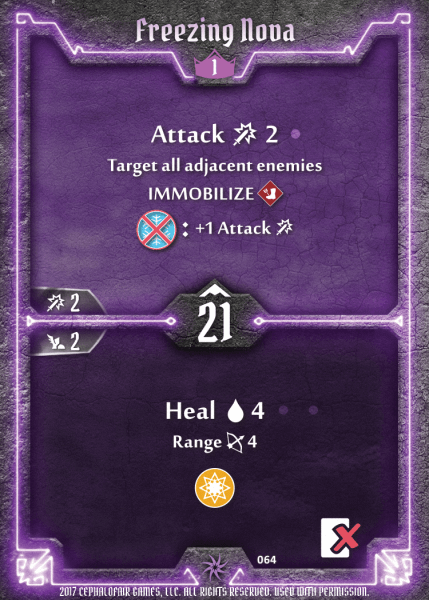 Freezing Nova
1
Attack 2
Target all adjacent enemies
IMMOBILIZE
: +1 Attack
2
21
2
Heal 4
Range 4
064
2017 CEPHALOFAIR GAMES, LLC. ALL RIGHTS RESERVED. USED WITH PERMISSION.